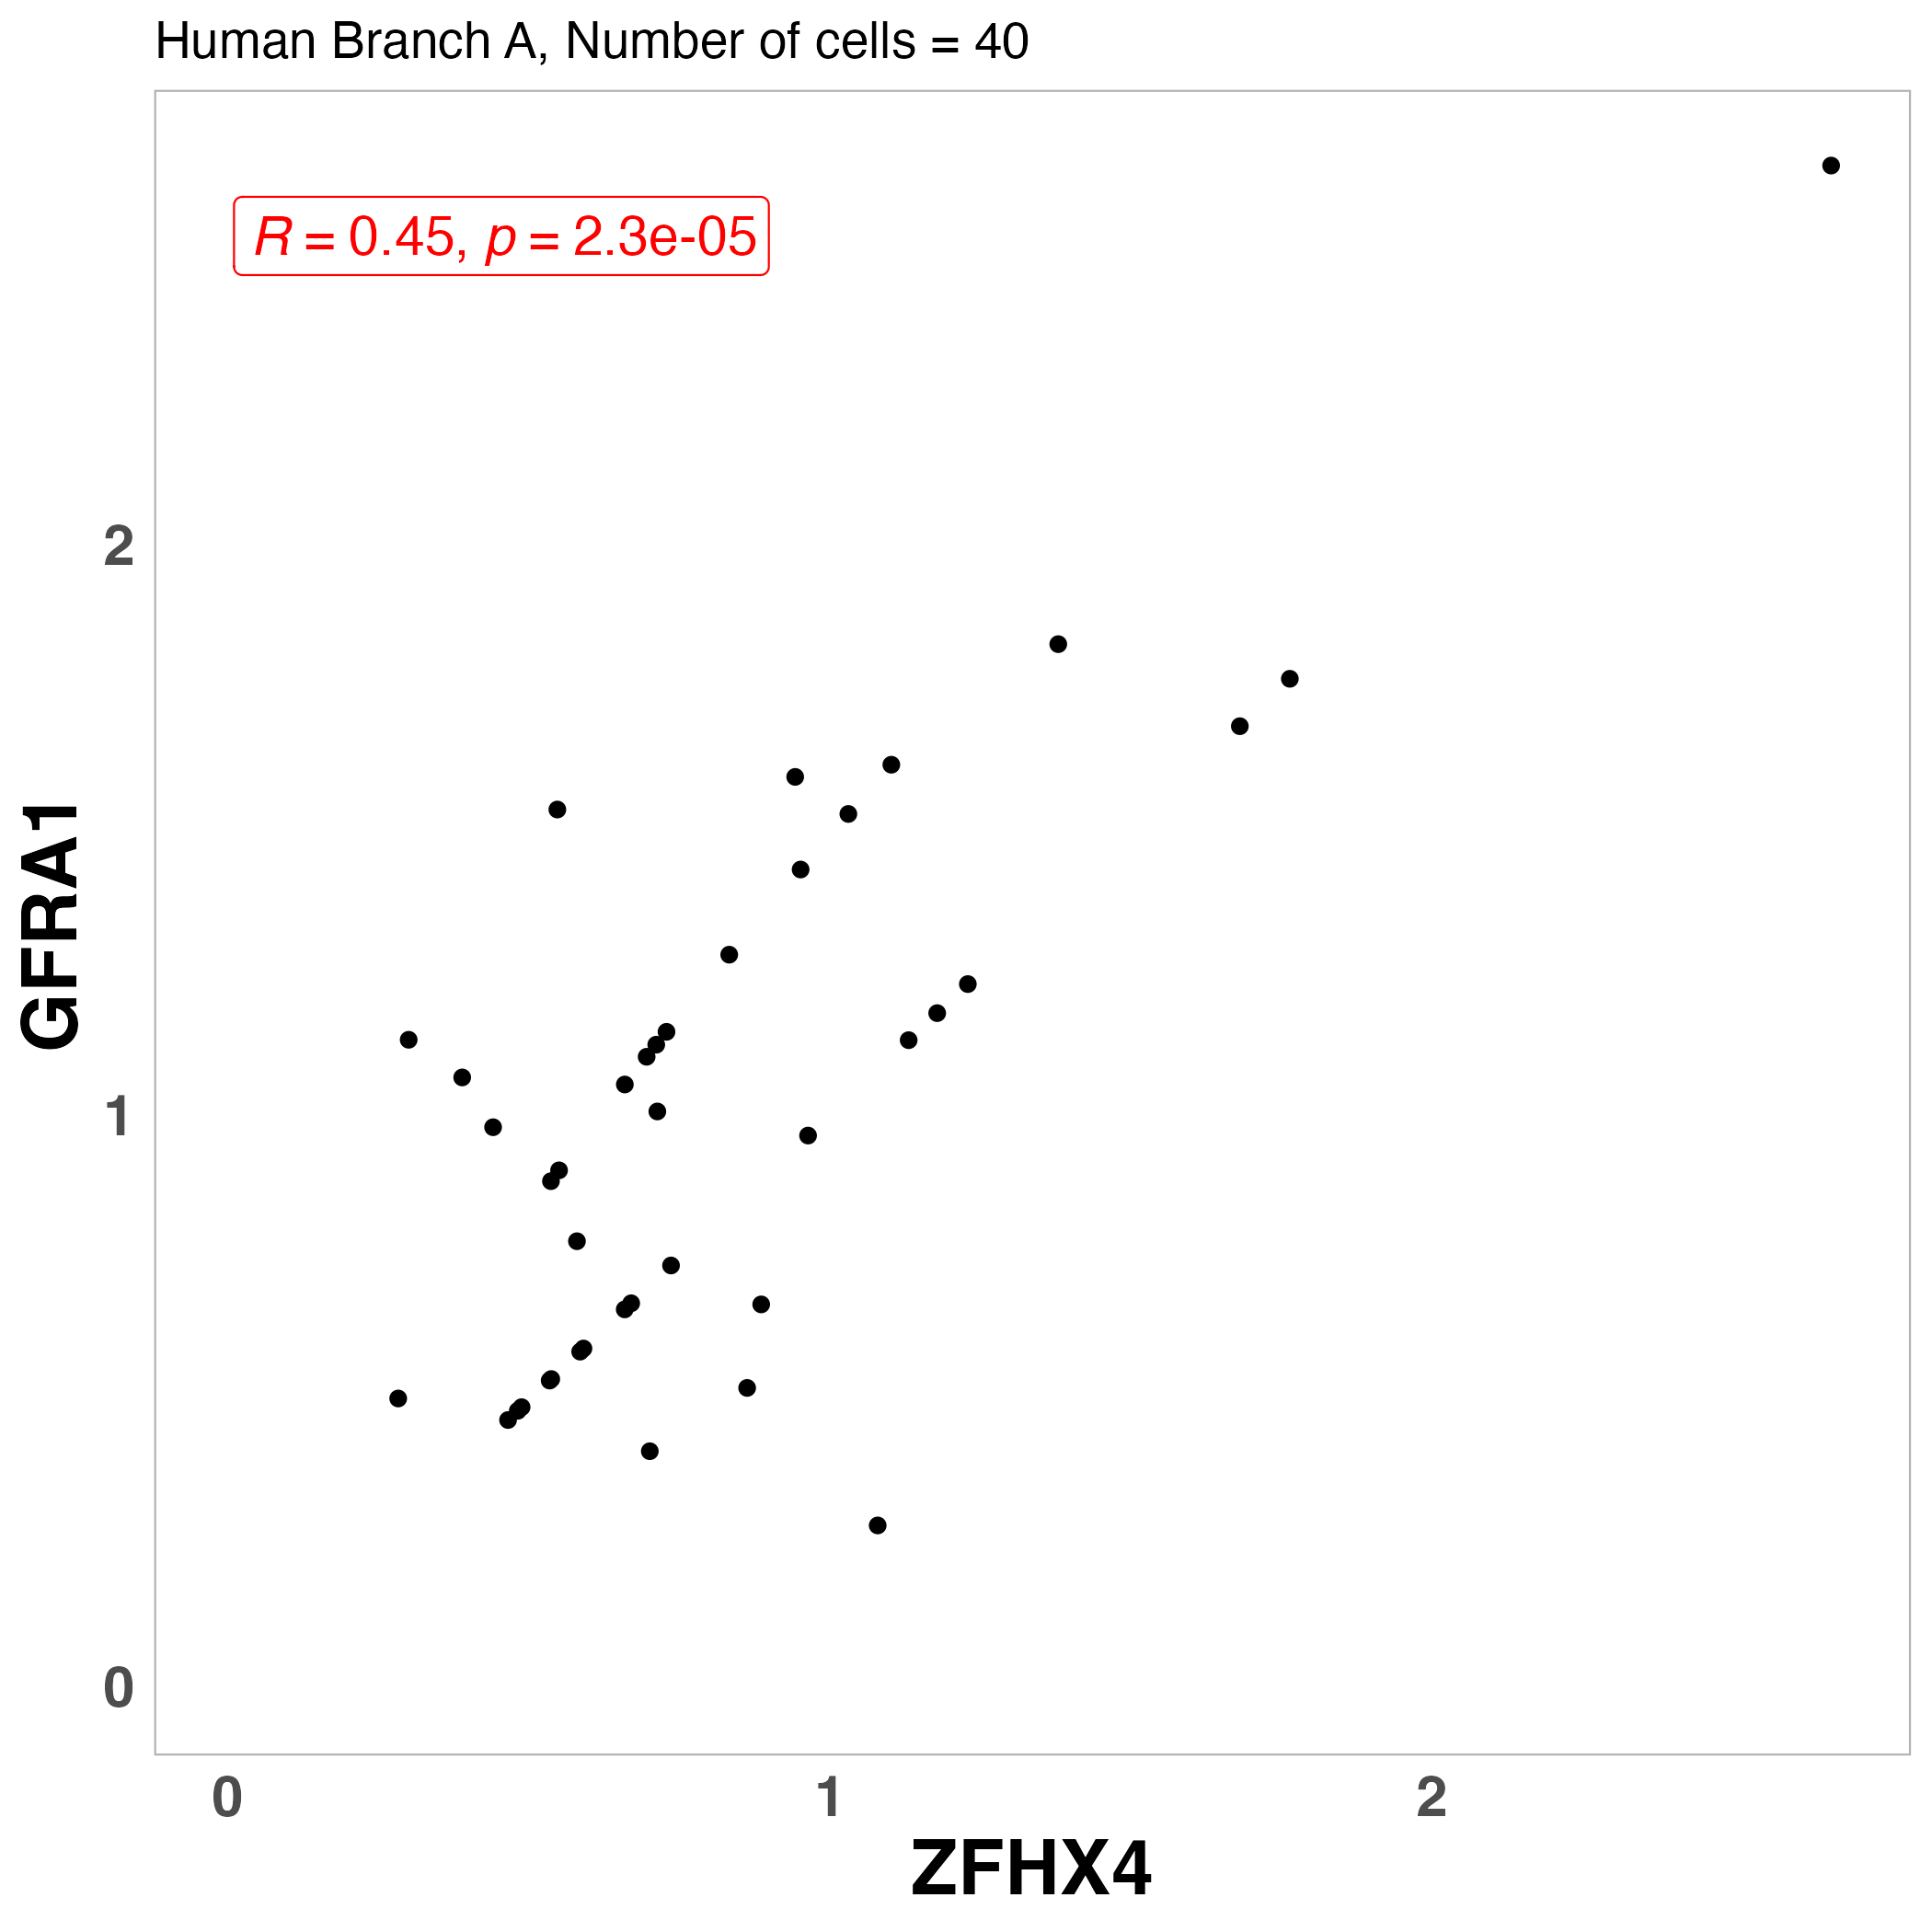 Human Branch A, Number of cells = 40
R = 0.45, p = 2.3e-05
2
1
0
GFRA1
0 1 2
ZFHX4